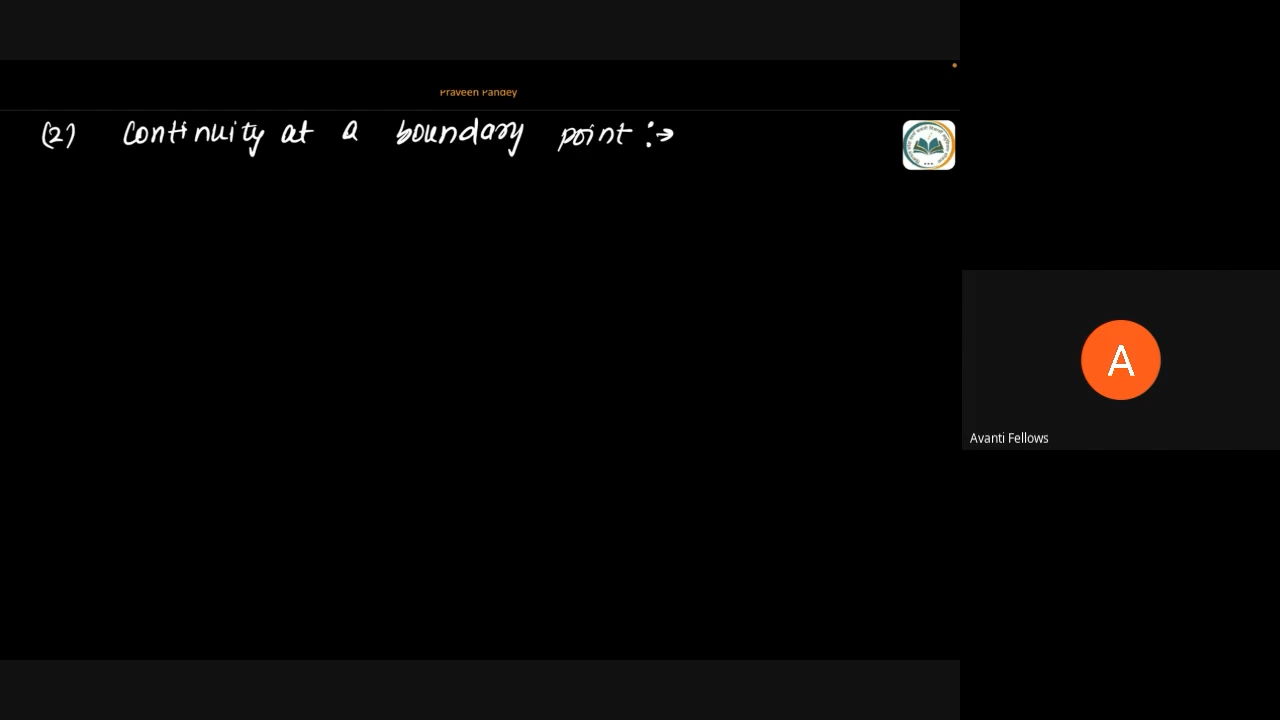 Praveen Pandey
(2) Continuity at a boundary point :→
A
Avanti Fellows